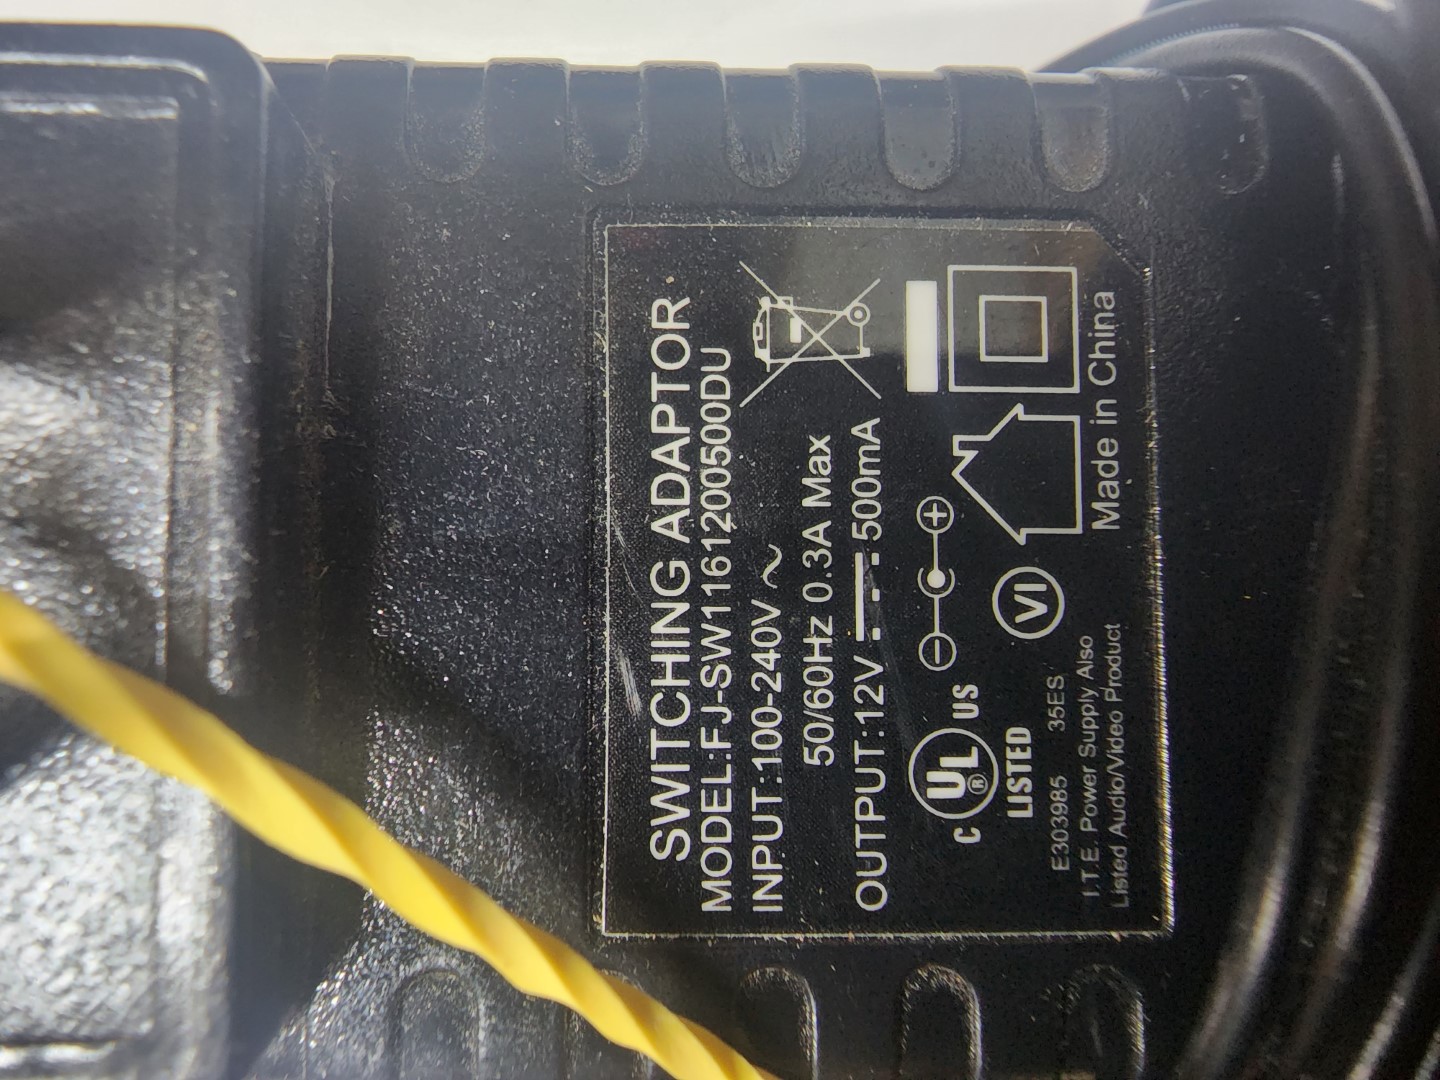 SWITCHING ADAPTOR
MODEL:FJ-SW1161200500DU
INPUT:100-240V ~
50/60Hz 0.3A Max
OUTPUT:12V ⎓ 500mA
C UL ® US
LISTED
VI
E303985 35ES
I.T.E. Power Supply Also
Listed Audio/Video Product
Made in China